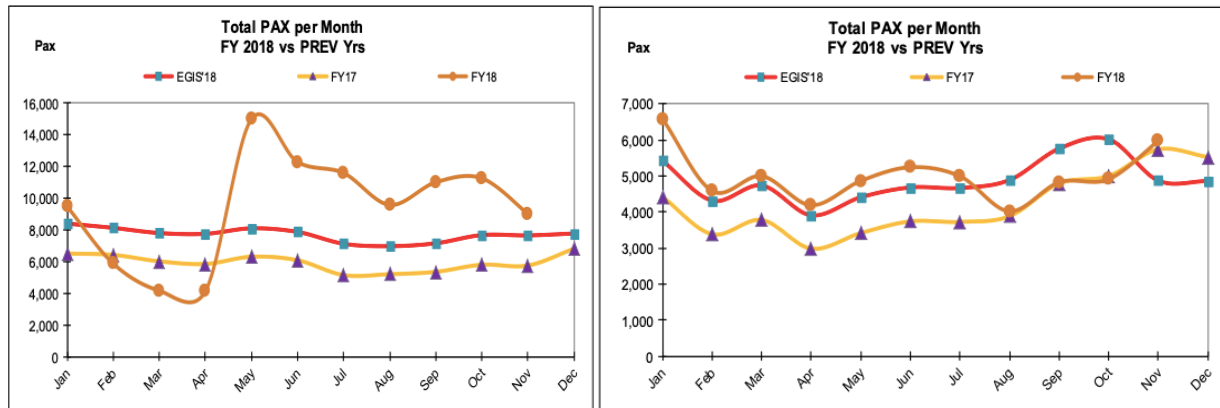 Total PAX per Month
FY 2018 vs PREV Yrs
Pax
EGIS'18 FY17 FY18
16,000
14,000
12,000
10,000
8,000
6,000
4,000
2,000
0
Jan Feb Mar Apr May Jun Jul Aug Sep Oct Nov Dec
Total PAX per Month
FY 2018 vs PREV Yrs
Pax
EGIS'18 FY17 FY18
7,000
6,000
5,000
4,000
3,000
2,000
1,000
0
Jan Feb Mar Apr May Jun Jul Aug Sep Oct Nov Dec